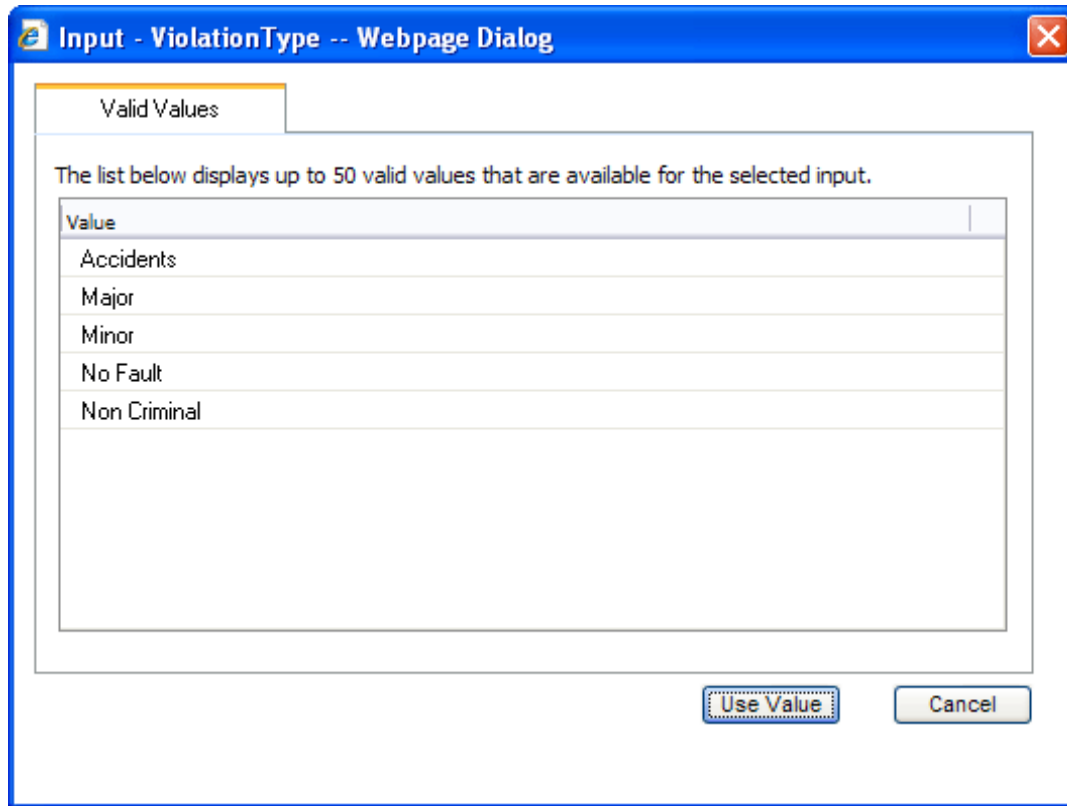 Input - ViolationType -- Webpage Dialog
Valid Values
The list below displays up to 50 valid values that are available for the selected input.
Value
Accidents
Major
Minor
No Fault
Non Criminal
Use Value
Cancel